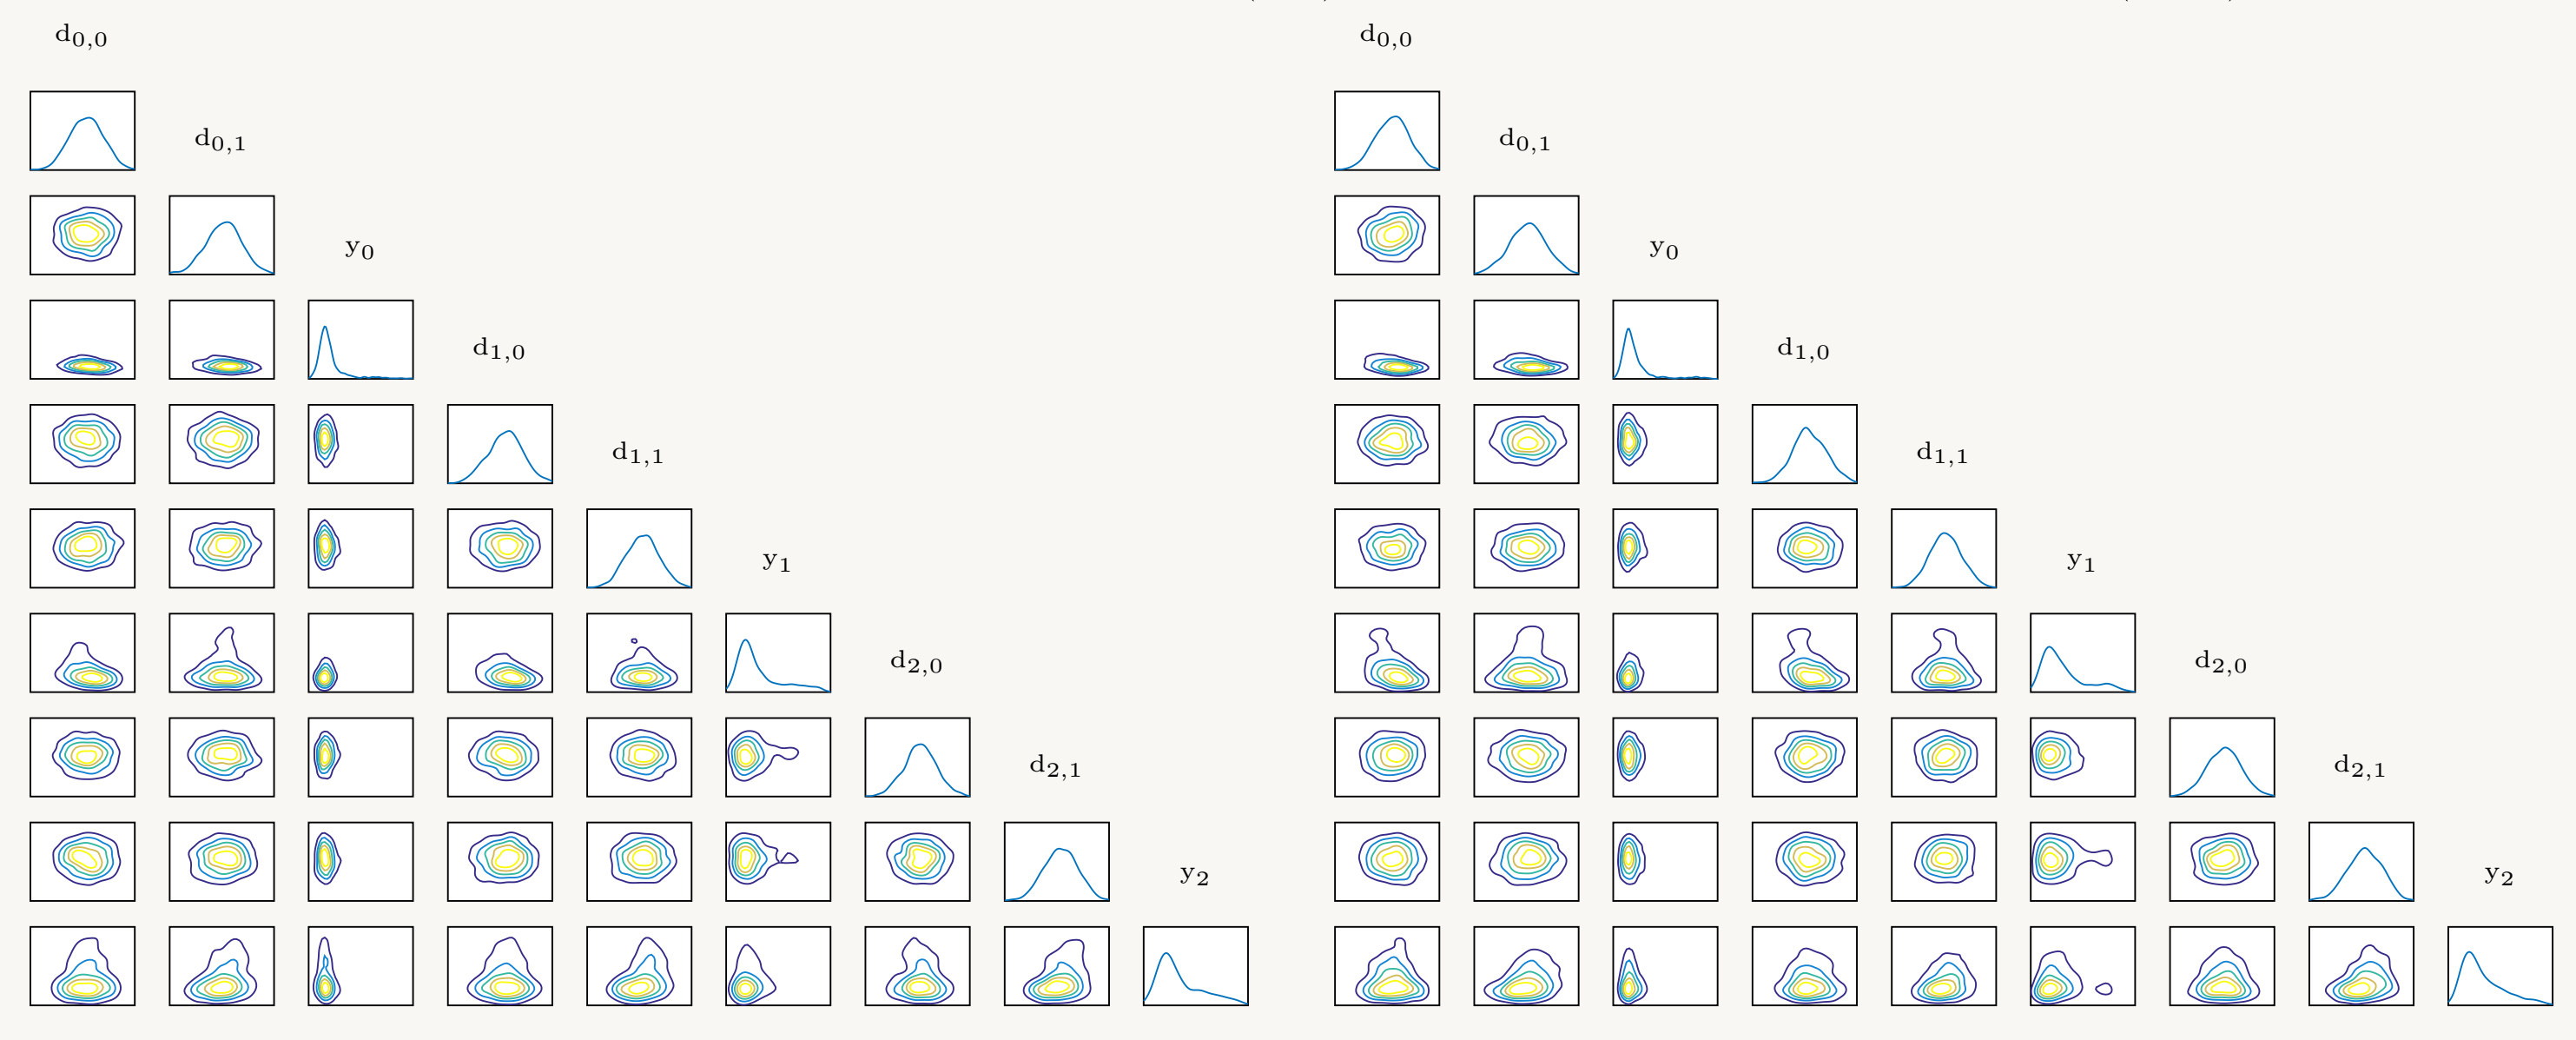 d₀,₀
d₀,₁
y₀
d₁,₀
d₁,₁
y₁
d₂,₀
d₂,₁
y₂
d₀,₀
d₀,₁
y₀
d₁,₀
d₁,₁
y₁
d₂,₀
d₂,₁
y₂